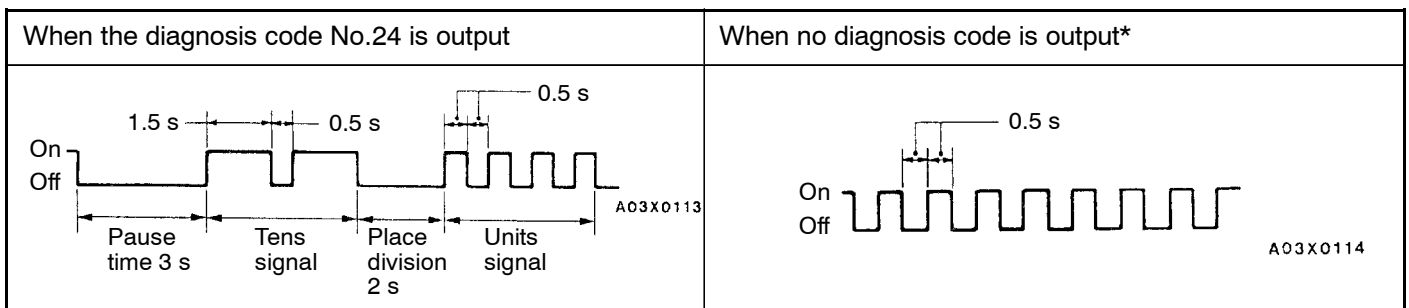 When the diagnosis code No.24 is output
When no diagnosis code is output*
0.5 s
1.5 s
0.5 s
On
Off
A03X0113
Pause
time 3 s
Tens
signal
Place
division
2 s
Units
signal
0.5 s
On
Off
A03X0114